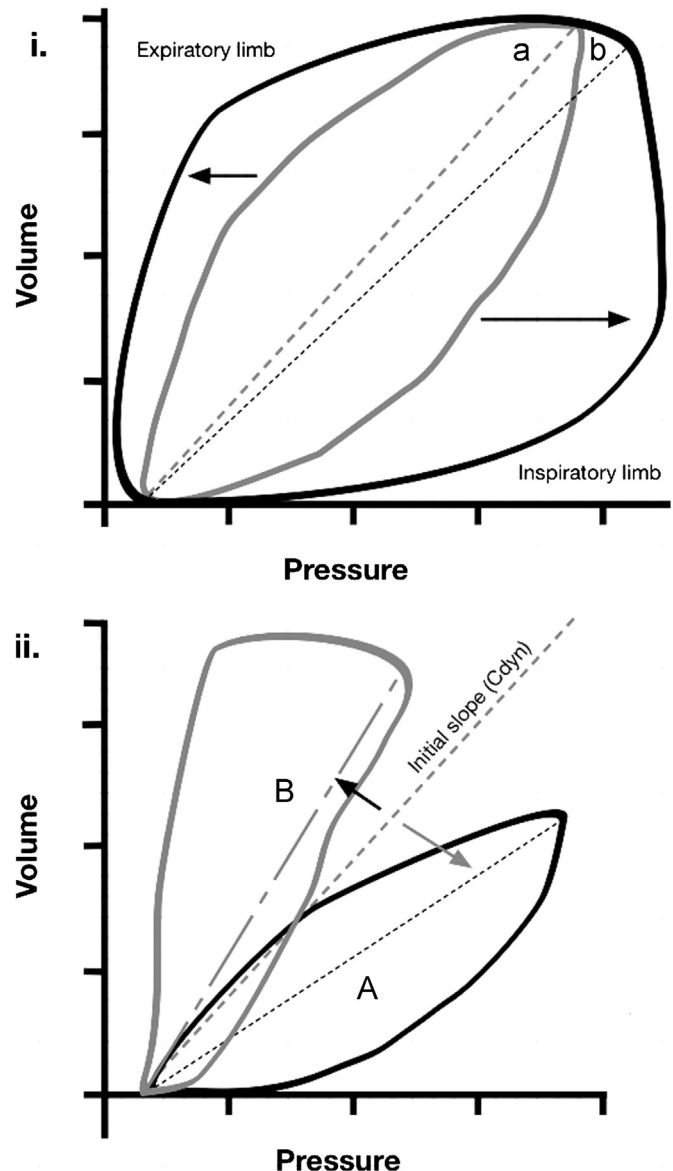 i.
Expiratory limb
a
b
Volume
Inspiratory limb
Pressure
ii.
Initial slope (Cdyn)
B
Volume
A
Pressure